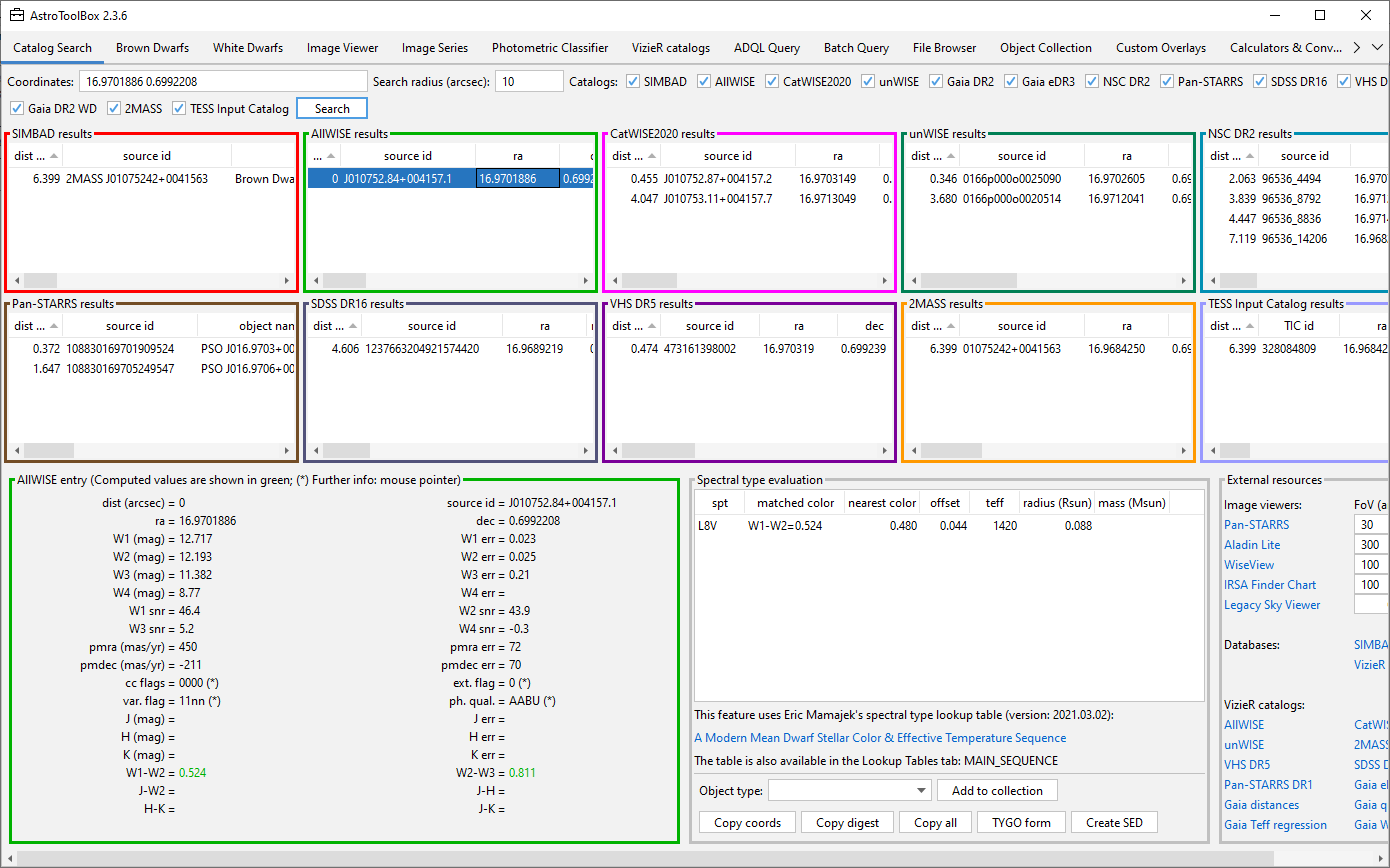 AstroToolBox 2.3.6
Catalog Search Brown Dwarfs White Dwarfs Image Viewer Image Series Photometric Classifier VizieR catalogs ADQL Query Batch Query File Browser Object Collection Custom Overlays Calculators & Conv...
Coordinates: 16.9701886 0.6992208 Search radius (arcsec): 10 Catalogs: SIMBAD AllWISE CatWISE2020 unWISE Gaia DR2 Gaia eDR3 NSC DR2 Pan-STARRS SDSS DR16 VHS D
Gaia DR2 WD 2MASS TESS Input Catalog Search
SIMBAD results
dist ... source id
6.399 2MASS J01075242+0041563 Brown Dwa
AllWISE results
... source id ra
0 J010752.84+004157.1 16.9701886 0.6992
CatWISE2020 results
dist ... source id ra
0.455 J010752.87+004157.2 16.9703149 0.
4.047 J010753.11+004157.7 16.9713049 0.
unWISE results
dist ... source id ra
0.346 0166p000o0025090 16.9702605 0.69
3.680 0166p000o0020514 16.9712041 0.69
NSC DR2 results
dist ... source id
2.063 96536_4494 16.970
3.839 96536_8792 16.971
4.447 96536_8836 16.971
7.119 96536_14206 16.968
Pan-STARRS results
dist ... source id object nan
0.372 108830169701909524 PSO J016.9703+00
1.647 108830169705249547 PSO J016.9706+00
SDSS DR16 results
dist ... source id ra
4.606 1237663204921574420 16.9689219
VHS DR5 results
dist ... source id ra dec
0.474 473161398002 16.970319 0.699239
2MASS results
dist ... source id ra
6.399 01075242+0041563 16.9684250 0.69
TESS Input Catalog results
dist ... TIC id ra
6.399 328084809 16.96842
AllWISE entry (Computed values are shown in green; (*) Further info: mouse pointer)
dist (arcsec) = 0 source id = J010752.84+004157.1
ra = 16.9701886 dec = 0.6992208
W1 (mag) = 12.717 W1 err = 0.023
W2 (mag) = 12.193 W2 err = 0.025
W3 (mag) = 11.382 W3 err = 0.21
W4 (mag) = 8.77 W4 err =
W1 snr = 46.4 W2 snr = 43.9
W3 snr = 5.2 W4 snr = -0.3
pmra (mas/yr) = 450 pmra err = 72
pmdec (mas/yr) = -211 pmdec err = 70
cc flags = 0000 (*) ext. flag = 0 (*)
var. flag = 11nn (*) ph. qual. = AABU (*)
J (mag) = J err =
H (mag) = H err =
K (mag) = K err =
W1-W2 = 0.524 W2-W3 = 0.811
J-W2 = J-H =
H-K = J-K =
Spectral type evaluation
spt matched color nearest color offset teff radius (Rsun) mass (Msun)
L8V W1-W2=0.524 0.480 0.044 1420 0.088
This feature uses Eric Mamajek's spectral type lookup table (version: 2021.03.02):
A Modern Mean Dwarf Stellar Color & Effective Temperature Sequence
The table is also available in the Lookup Tables tab: MAIN_SEQUENCE
Object type: Add to collection
Copy coords Copy digest Copy all TYGO form Create SED
External resources
Image viewers: FoV (a
Pan-STARRS 30
Aladin Lite 300
WiseView 100
IRSA Finder Chart 100
Legacy Sky Viewer
Databases: SIMBA
VizieR
VizieR catalogs:
AllWISE CatWI
unWISE 2MAS
VHS DR5 SDSS D
Pan-STARRS DR1 Gaia e
Gaia distances Gaia q
Gaia Teff regression Gaia W